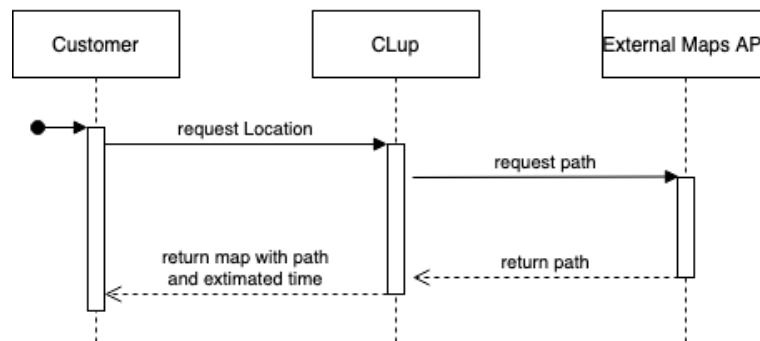 Customer
CLup
External Maps AP
request Location
request path
return map with path
and extimated time
return path